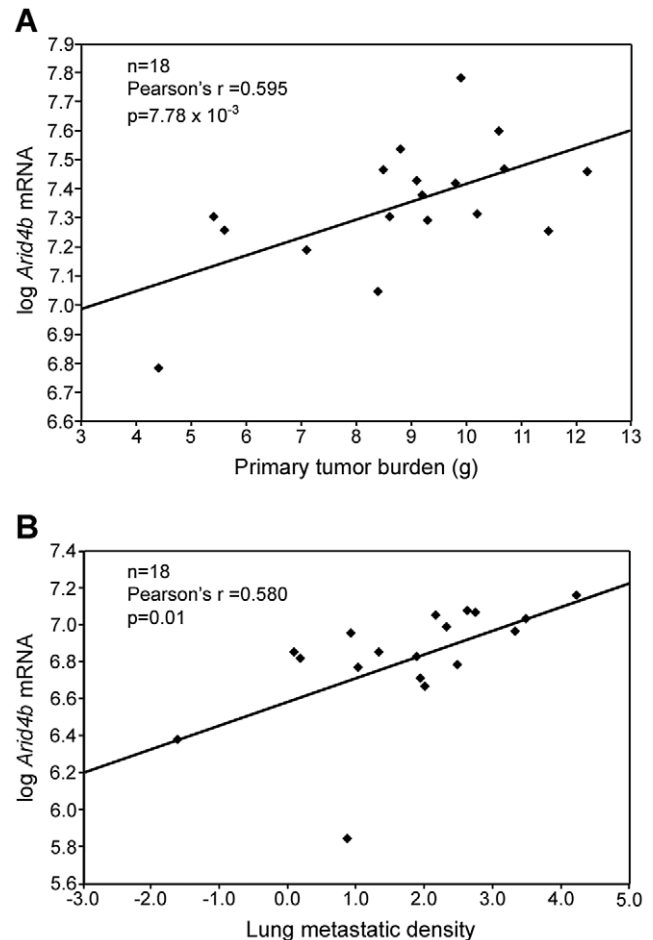 A
7.9
7.8
7.7
7.6
7.5
7.4
7.3
7.2
7.1
7.0
6.9
6.8
6.7
6.6
log Arid4b mRNA
n=18
Pearson's r =0.595
p=7.78 x 10⁻³
3 4 5 6 7 8 9 10 11 12 13
Primary tumor burden (g)
B
7.4
7.2
7.0
6.8
6.6
6.4
6.2
6.0
5.8
5.6
log Arid4b mRNA
n=18
Pearson's r =0.580
p=0.01
-3.0 -2.0 -1.0 0.0 1.0 2.0 3.0 4.0 5.0
Lung metastatic density